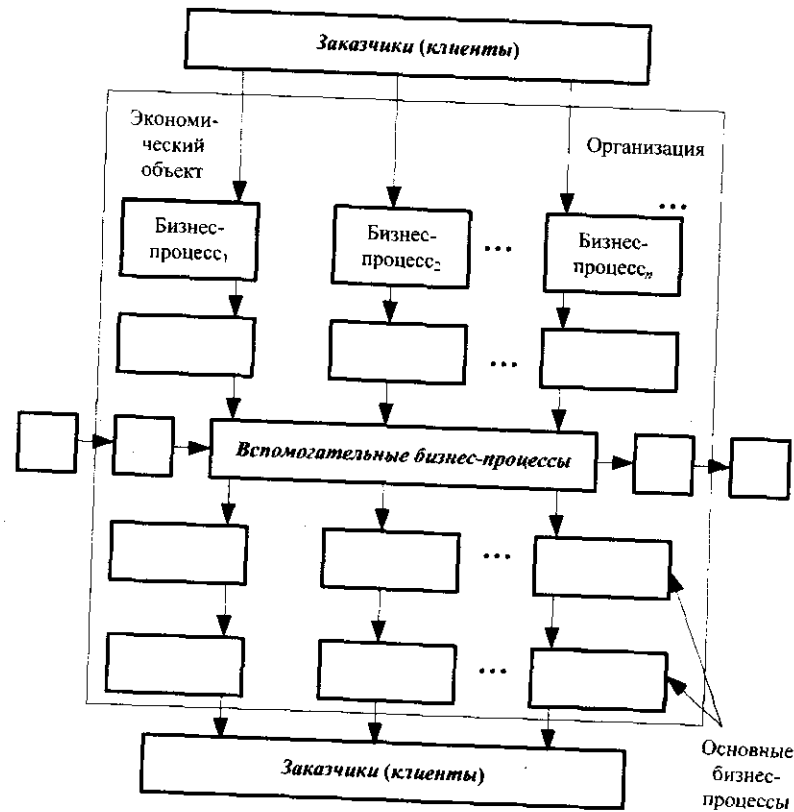 Заказчики (клиенты)
Экономи-
ческий
объект
Организация
...
Бизнес-
процесс₁
Бизнес-
процесс₂
...
Бизнес-
процессₙ
...
Вспомогательные бизнес-процессы
...
...
Заказчики (клиенты)
Основные
бизнес-
процессы